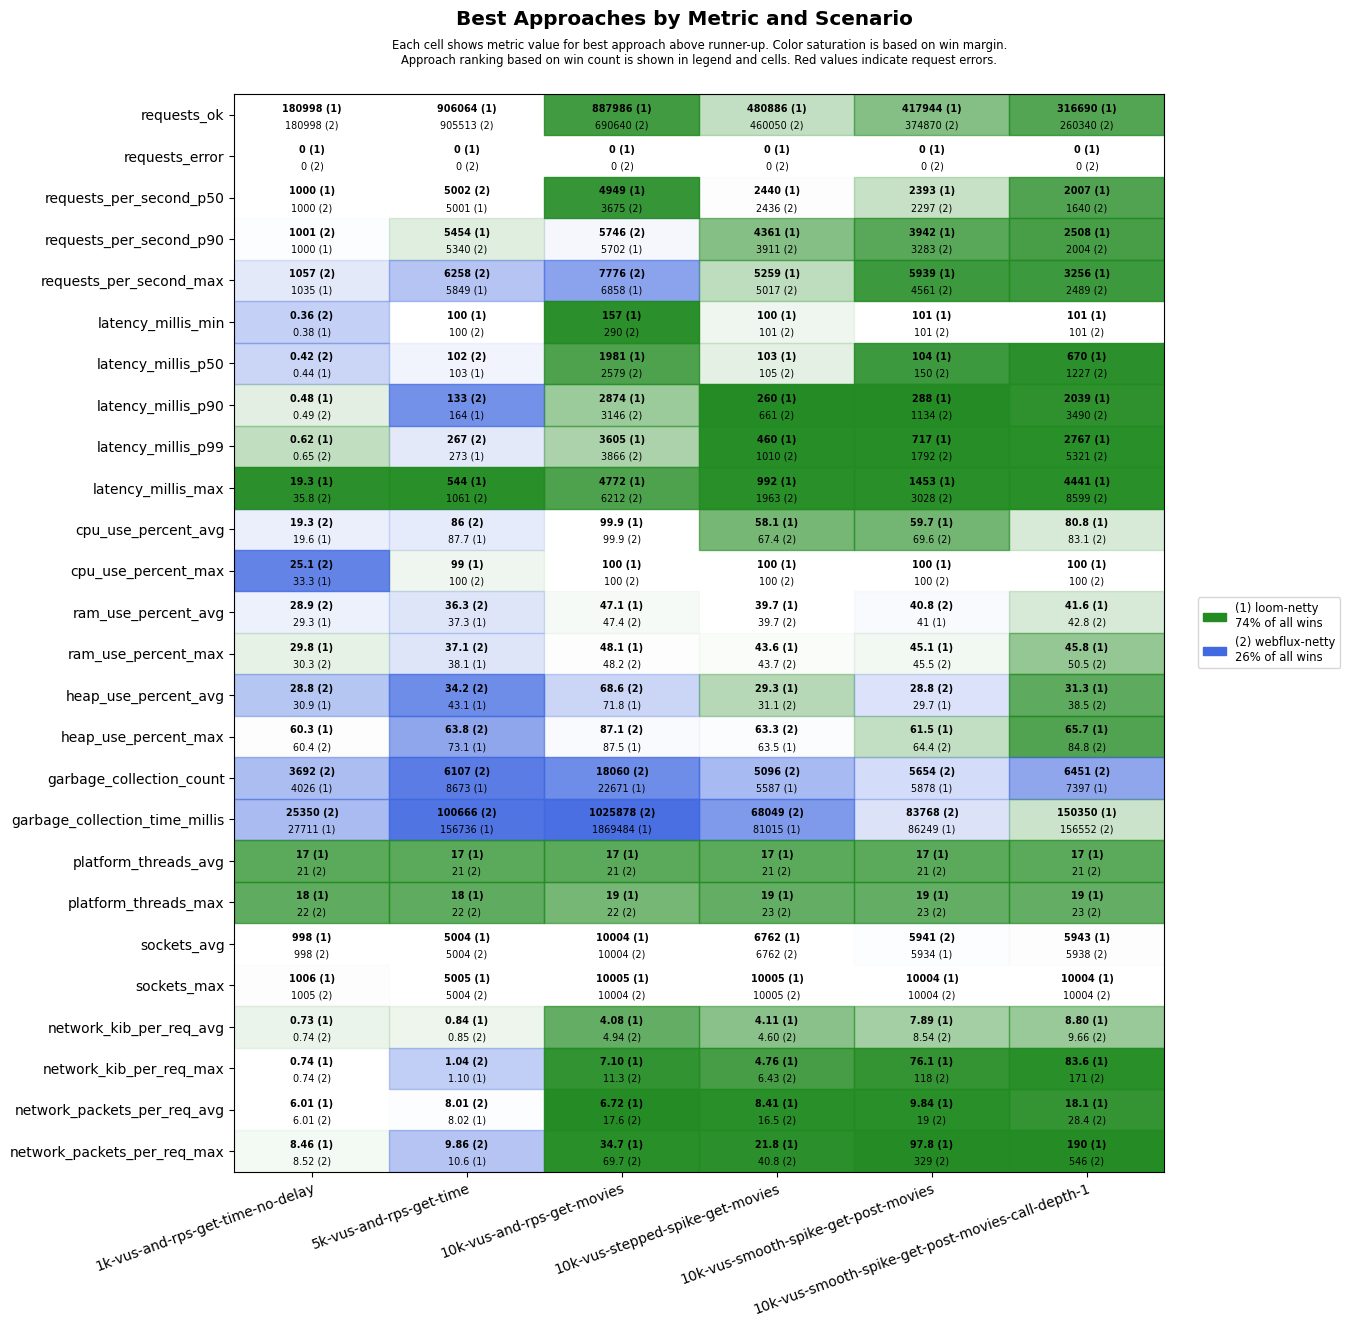 Best Approaches by Metric and Scenario
Each cell shows metric value for best approach above runner-up. Color saturation is based on win margin.
Approach ranking based on win count is shown in legend and cells. Red values indicate request errors.
requests_ok
180998 (1) 906064 (1) 887986 (1) 480886 (1) 417944 (1) 316690 (1)
180998 (2) 905513 (2) 690640 (2) 460050 (2) 374870 (2) 260340 (2)
requests_error
0 (1) 0 (1) 0 (1) 0 (1) 0 (1) 0 (1)
0 (2) 0 (2) 0 (2) 0 (2) 0 (2) 0 (2)
requests_per_second_p50
1000 (1) 5002 (2) 4949 (1) 2440 (1) 2393 (1) 2007 (1)
1000 (2) 5001 (1) 3675 (2) 2436 (2) 2297 (2) 1640 (2)
requests_per_second_p90
1001 (2) 5454 (1) 5746 (2) 4361 (1) 3942 (1) 2508 (1)
1000 (1) 5340 (2) 5702 (1) 3911 (2) 3283 (2) 2004 (2)
requests_per_second_max
1057 (2) 6258 (2) 7776 (2) 5259 (1) 5939 (1) 3256 (1)
1035 (1) 5849 (1) 6858 (1) 5017 (2) 4561 (2) 2489 (2)
latency_millis_min
0.36 (2) 100 (1) 157 (1) 100 (1) 101 (1) 101 (1)
0.38 (1) 100 (2) 290 (2) 101 (2) 101 (2) 101 (2)
latency_millis_p50
0.42 (2) 102 (2) 1981 (1) 103 (1) 104 (1) 670 (1)
0.44 (1) 103 (1) 2579 (2) 105 (2) 150 (2) 1227 (2)
latency_millis_p90
0.48 (1) 133 (2) 2874 (1) 260 (1) 288 (1) 2039 (1)
0.49 (2) 164 (1) 3146 (2) 661 (2) 1134 (2) 3490 (2)
latency_millis_p99
0.62 (1) 267 (2) 3605 (1) 460 (1) 717 (1) 2767 (1)
0.65 (2) 273 (1) 3866 (2) 1010 (2) 1792 (2) 5321 (2)
latency_millis_max
19.3 (1) 544 (1) 4772 (1) 992 (1) 1453 (1) 4441 (1)
35.8 (2) 1061 (2) 6212 (2) 1963 (2) 3028 (2) 8599 (2)
cpu_use_percent_avg
19.3 (2) 86 (2) 99.9 (1) 58.1 (1) 59.7 (1) 80.8 (1)
19.6 (1) 87.7 (1) 99.9 (2) 67.4 (2) 69.6 (2) 83.1 (2)
cpu_use_percent_max
25.1 (2) 99 (1) 100 (1) 100 (1) 100 (1) 100 (1)
33.3 (1) 100 (2) 100 (2) 100 (2) 100 (2) 100 (2)
ram_use_percent_avg
28.9 (2) 36.3 (2) 47.1 (1) 39.7 (1) 40.8 (2) 41.6 (1)
29.3 (1) 37.3 (1) 47.4 (2) 39.7 (2) 41 (1) 42.8 (2)
ram_use_percent_max
29.8 (1) 37.1 (2) 48.1 (1) 43.6 (1) 45.1 (1) 45.8 (1)
30.3 (2) 38.1 (1) 48.2 (2) 43.7 (2) 45.5 (2) 50.5 (2)
heap_use_percent_avg
28.8 (2) 34.2 (2) 68.6 (2) 29.3 (1) 28.8 (2) 31.3 (1)
30.9 (1) 43.1 (1) 71.8 (1) 31.1 (2) 29.7 (1) 38.5 (2)
heap_use_percent_max
60.3 (1) 63.8 (2) 87.1 (2) 63.3 (2) 61.5 (1) 65.7 (1)
60.4 (2) 73.1 (1) 87.5 (1) 63.5 (1) 64.4 (2) 84.8 (2)
garbage_collection_count
3692 (2) 6107 (2) 18060 (2) 5096 (2) 5654 (2) 6451 (2)
4026 (1) 8673 (1) 22671 (1) 5587 (1) 5878 (1) 7397 (1)
garbage_collection_time_millis
25350 (2) 100666 (2) 1025878 (2) 68049 (2) 83768 (2) 150350 (1)
27711 (1) 156736 (1) 1869484 (1) 81015 (1) 86249 (1) 156552 (2)
platform_threads_avg
17 (1) 17 (1) 17 (1) 17 (1) 17 (1) 17 (1)
21 (2) 21 (2) 21 (2) 21 (2) 21 (2) 21 (2)
platform_threads_max
18 (1) 18 (1) 19 (1) 19 (1) 19 (1) 19 (1)
22 (2) 22 (2) 22 (2) 23 (2) 23 (2) 23 (2)
sockets_avg
998 (1) 5004 (1) 10004 (1) 6762 (1) 5941 (2) 5943 (1)
998 (2) 5004 (2) 10004 (2) 6762 (2) 5934 (1) 5938 (2)
sockets_max
1006 (1) 5005 (1) 10005 (1) 10005 (1) 10004 (1) 10004 (1)
1005 (2) 5004 (2) 10004 (2) 10005 (2) 10004 (2) 10004 (2)
network_kib_per_req_avg
0.73 (1) 0.84 (1) 4.08 (1) 4.11 (1) 7.89 (1) 8.80 (1)
0.74 (2) 0.85 (2) 4.94 (2) 4.60 (2) 8.54 (2) 9.66 (2)
network_kib_per_req_max
0.74 (1) 1.04 (2) 7.10 (1) 4.76 (1) 76.1 (1) 83.6 (1)
0.74 (2) 1.10 (1) 11.3 (2) 6.43 (2) 118 (2) 171 (2)
network_packets_per_req_avg
6.01 (1) 8.01 (2) 6.72 (1) 8.41 (1) 9.84 (1) 18.1 (1)
6.01 (2) 8.02 (1) 17.6 (2) 16.5 (2) 19 (2) 28.4 (2)
network_packets_per_req_max
8.46 (1) 9.86 (2) 34.7 (1) 21.8 (1) 97.8 (1) 190 (1)
8.52 (2) 10.6 (1) 69.7 (2) 40.8 (2) 329 (2) 546 (2)
1k-vus-and-rps-get-time-no-delay
5k-vus-and-rps-get-time
10k-vus-and-rps-get-movies
10k-vus-stepped-spike-get-movies
10k-vus-smooth-spike-get-post-movies
10k-vus-smooth-spike-get-post-movies-call-depth-1
(1) loom-netty
74% of all wins
(2) webflux-netty
26% of all wins